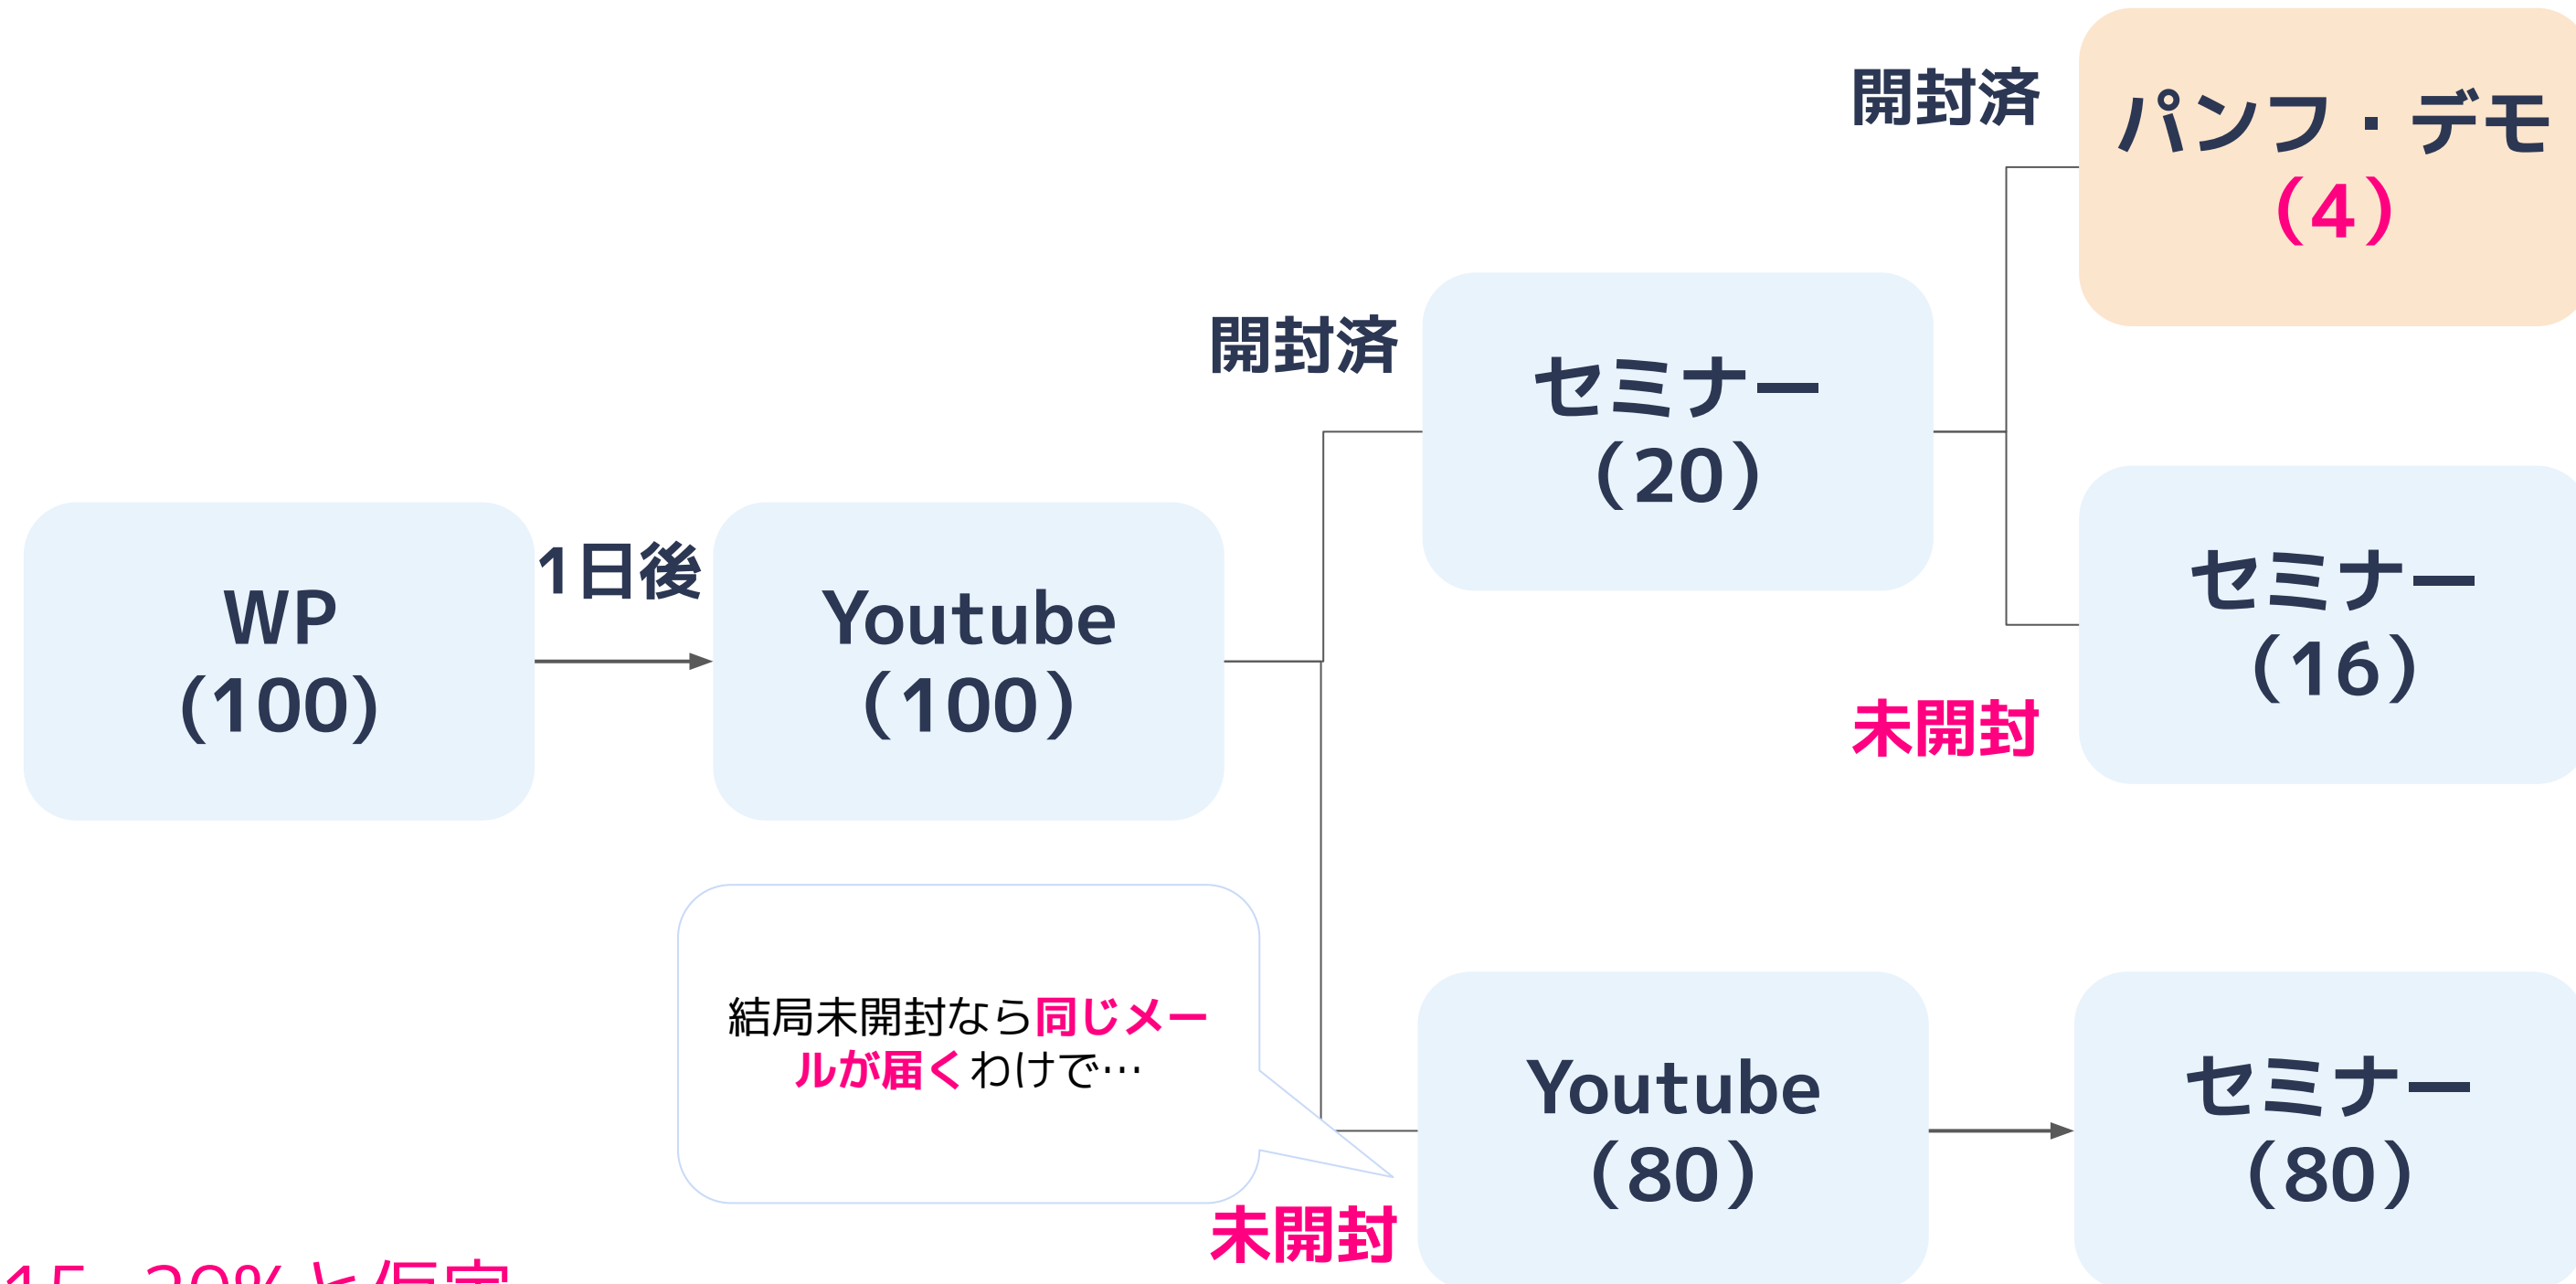 開封済
パンフ・デモ
（4）
開封済
セミナー
（20）
1日後
WP
(100)
Youtube
（100）
セミナー
（16）
未開封
結局未開封なら同じメー
ルが届くわけで…
Youtube
（80）
セミナー
（80）
未開封